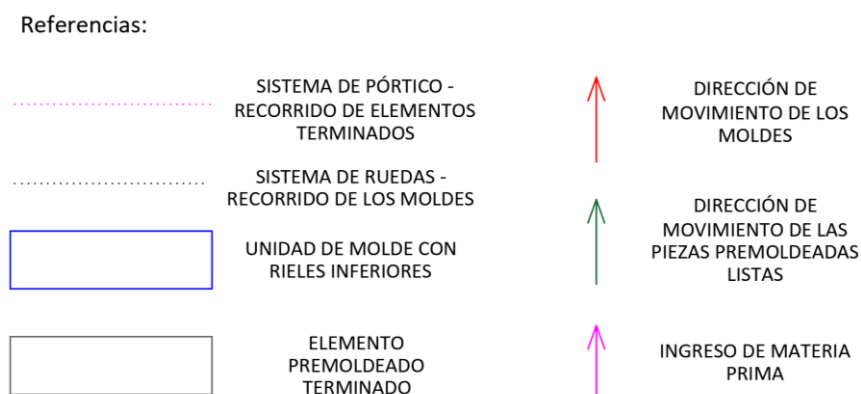 Referencias:
SISTEMA DE PÓRTICO -
RECORRIDO DE ELEMENTOS
TERMINADOS
SISTEMA DE RUEDAS -
RECORRIDO DE LOS MOLDES
UNIDAD DE MOLDE CON
RIELES INFERIORES
ELEMENTO
PREMOLDEADO
TERMINADO
DIRECCIÓN DE
MOVIMIENTO DE LOS
MOLDES
DIRECCIÓN DE
MOVIMIENTO DE LAS
PIEZAS PREMOLDEADAS
LISTAS
INGRESO DE MATERIA
PRIMA